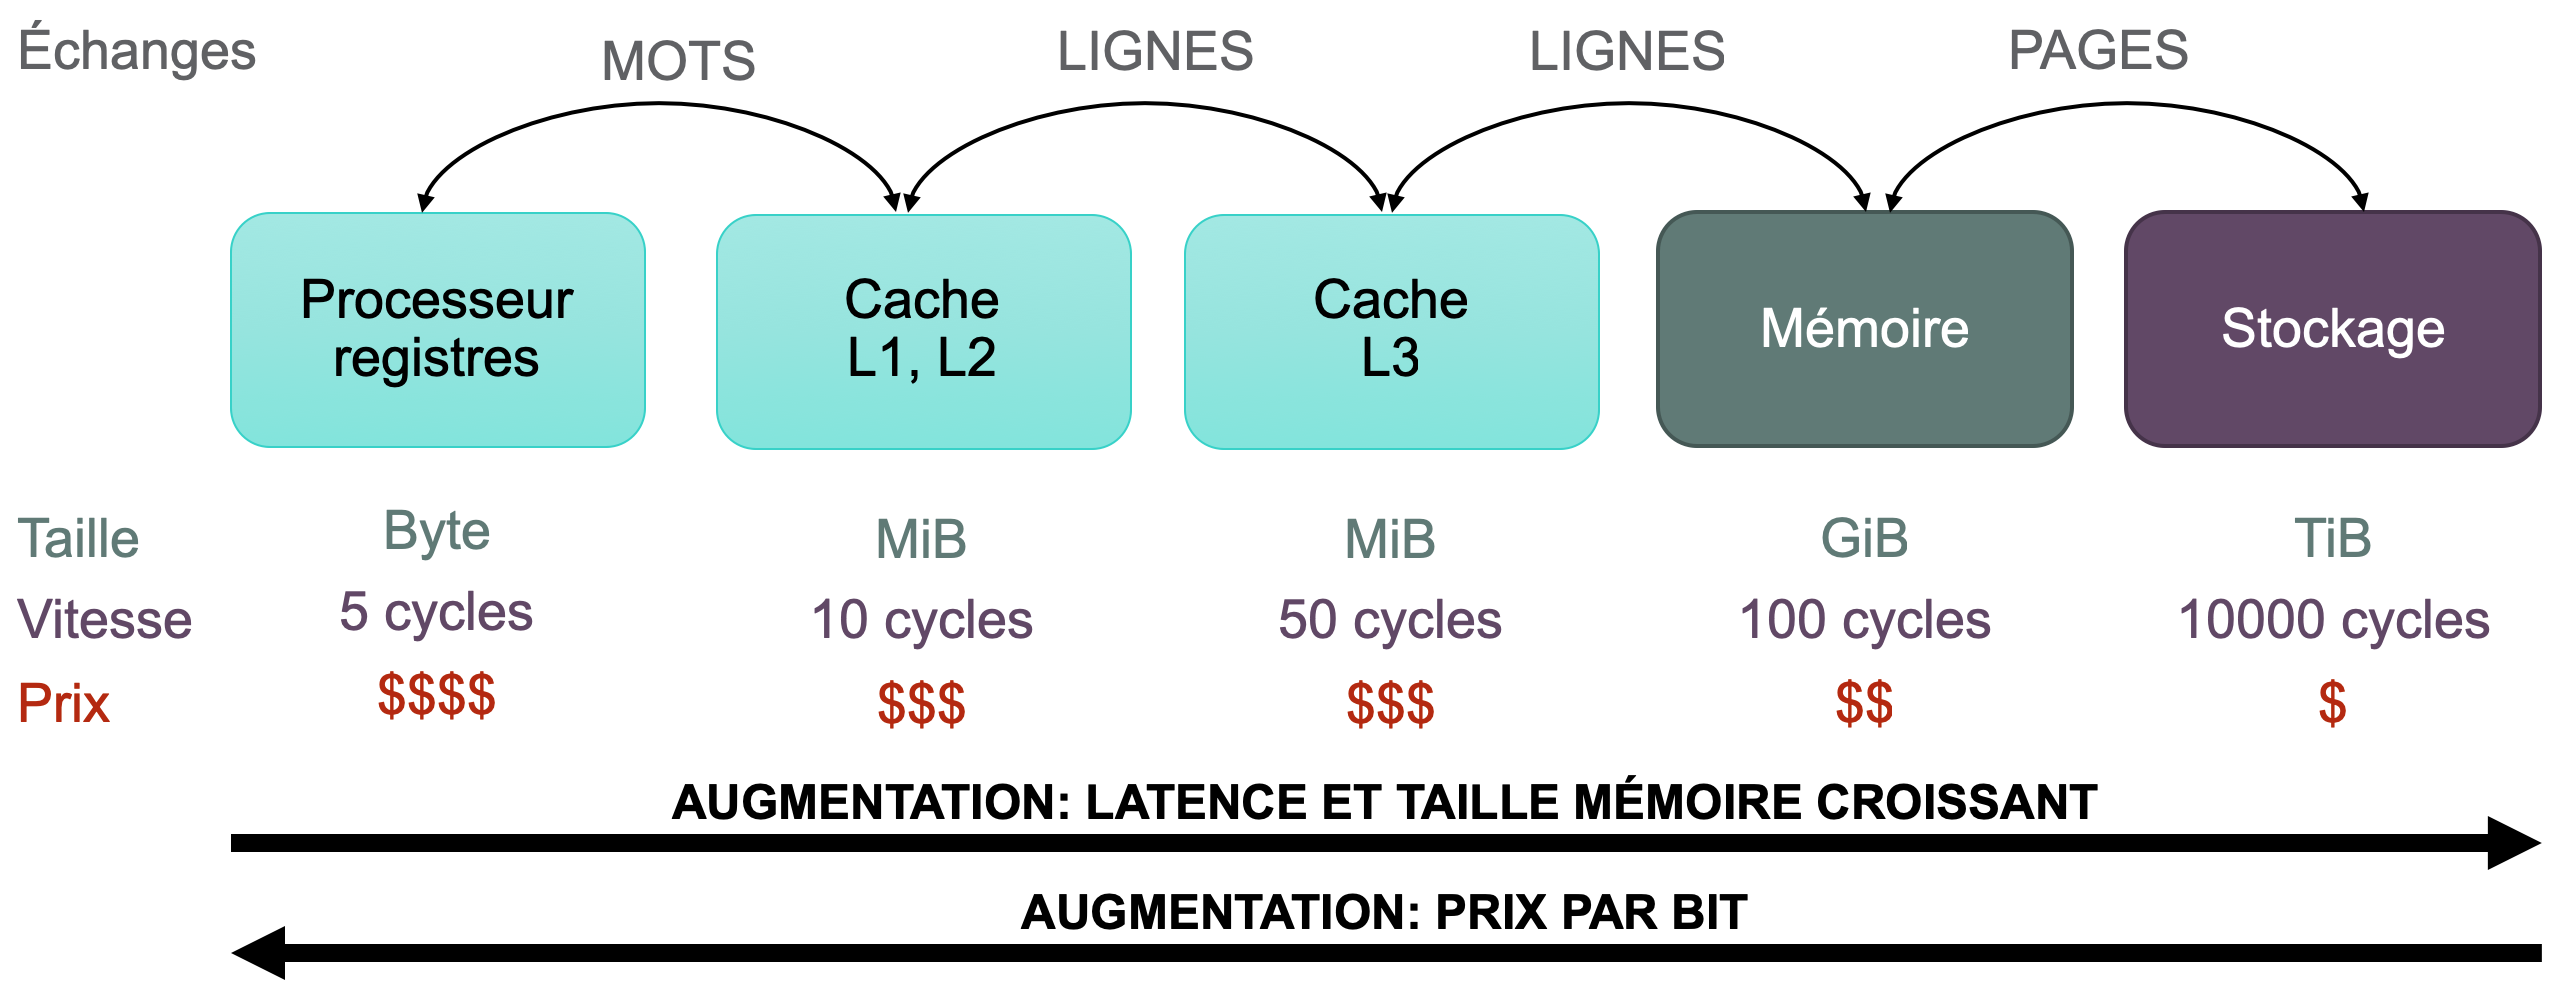 Échanges MOTS LIGNES LIGNES PAGES
Processeur
registres
Cache
L1, L2
Cache
L3
Mémoire
Stockage
Taille Byte MiB MiB GiB TiB
Vitesse 5 cycles 10 cycles 50 cycles 100 cycles 10000 cycles
Prix $$$$ $$$ $$$ $$ $
AUGMENTATION: LATENCE ET TAILLE MÉMOIRE CROISSANT
AUGMENTATION: PRIX PAR BIT